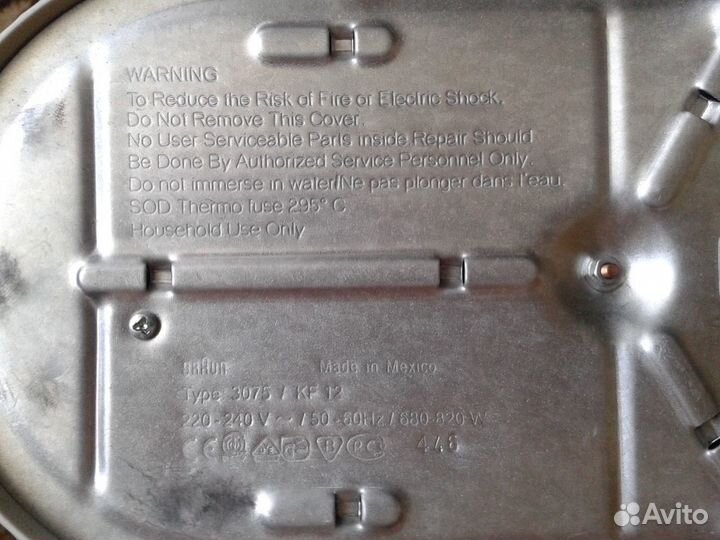 WARNING
To Reduce the Risk of Fire or Electric Shock.
Do Not Remove This Cover.
No User Serviceable Parts inside.Repair Should
Be Done By Authorized Service Personnel Only.
Do not immerse in water/Ne pas plonger dans l'eau.
SOD Thermo fuse 295° C
Household Use Only
BRAUN Made in Mexico
Type 3075 / KF 12
220-240 V ~ / 50-60Hz / 680-820 W
CE B PC 446
Avito